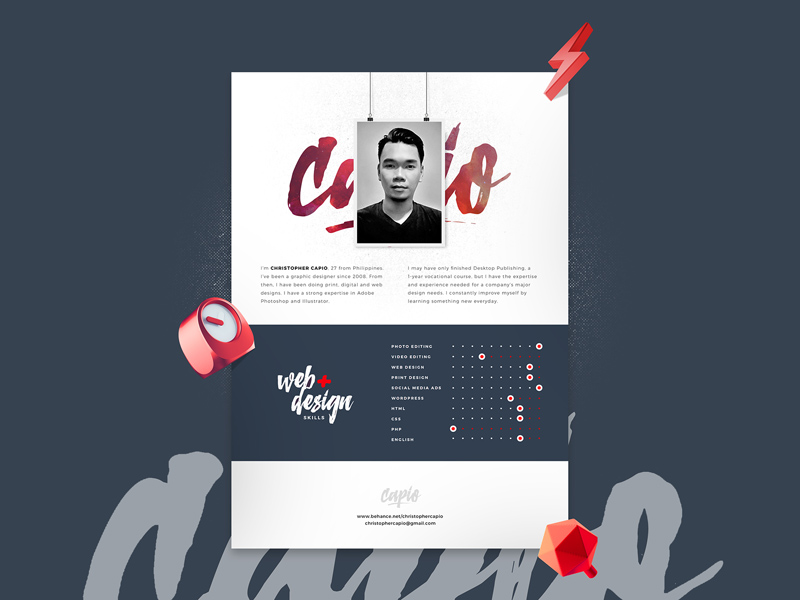 Capio
I'm CHRISTOPHER CAPIO, 27 from Philippines.
I've been a graphic designer since 2008. From
then, I have been doing print, digital and web
designs. I have a strong expertise in Adobe
Photoshop and Illustrator.
I may have only finished Desktop Publishing, a
1-year vocational course, but I have the expertise
and experience needed for a company's major
design needs. I constantly improve myself by
learning something new everyday.
web+
design
SKILLS
PHOTO EDITING
VIDEO EDITING
WEB DESIGN
PRINT DESIGN
SOCIAL MEDIA ADS
WORDPRESS
HTML
CSS
PHP
ENGLISH
capio
www.behance.net/christophercapio
christophercapio@gmail.com
Capio